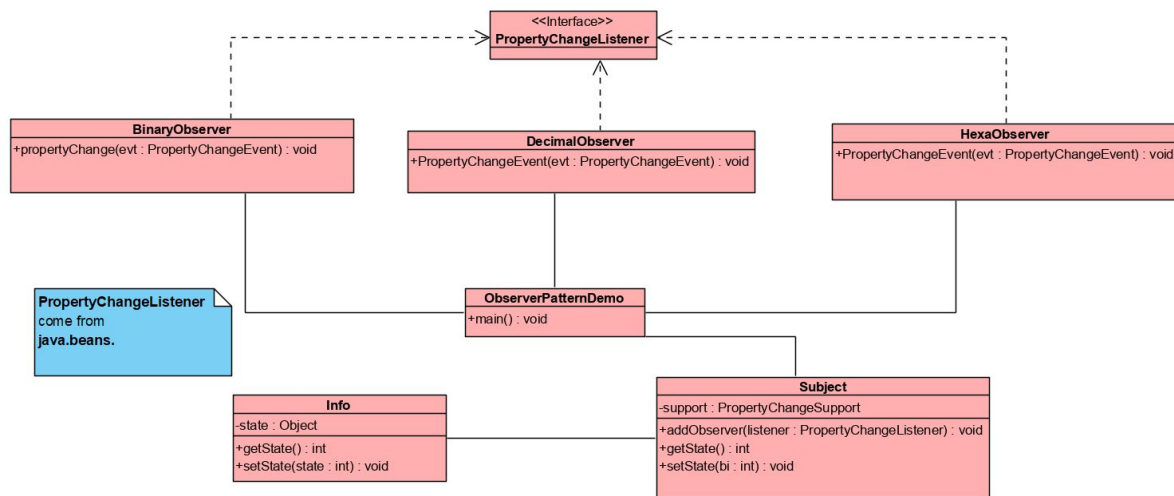 <<Interface>>
PropertyChangeListener
BinaryObserver
+propertyChange(evt : PropertyChangeEvent) : void
DecimalObserver
+PropertyChangeEvent(evt : PropertyChangeEvent) : void
HexaObserver
+PropertyChangeEvent(evt : PropertyChangeEvent) : void
PropertyChangeListener
come from
java.beans.
ObserverPatternDemo
+main() : void
Info
-state : Object
+getState() : int
+setState(state : int) : void
Subject
-support : PropertyChangeSupport
+addObserver(listener : PropertyChangeListener) : void
+getState() : int
+setState(bi : int) : void